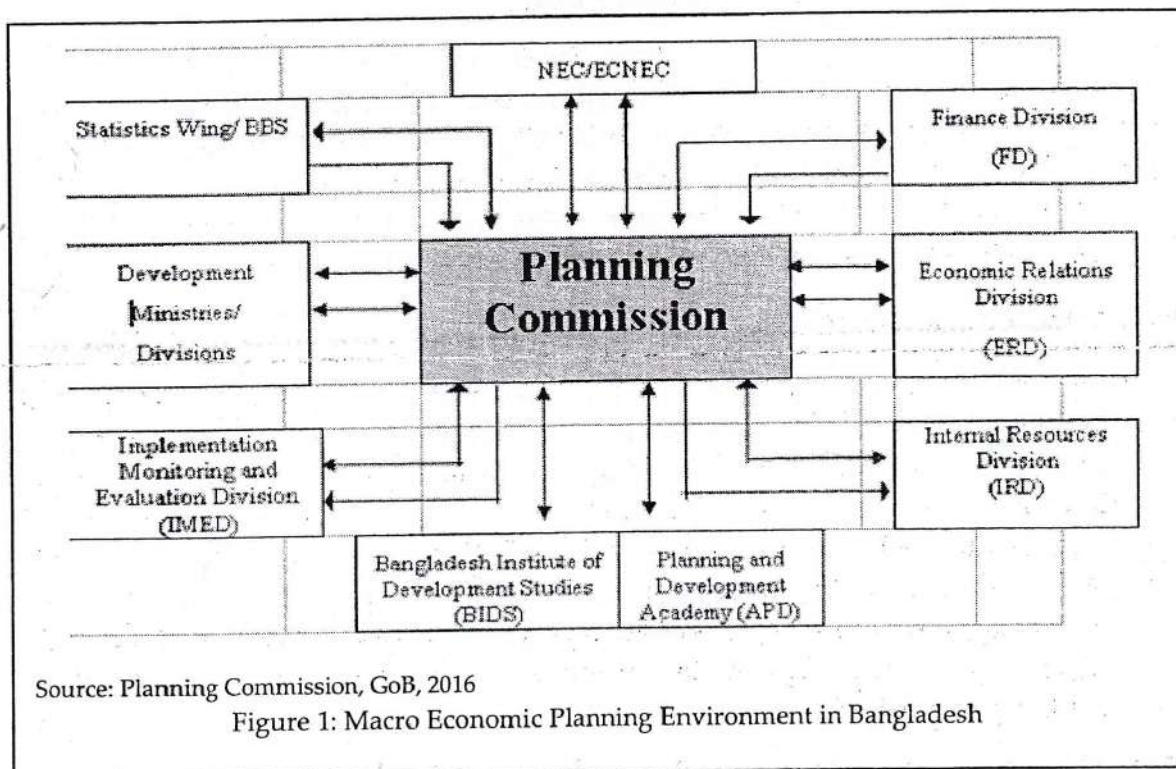 NEC/ECNEC
Statistics Wing/ BBS
Finance Division
(FD)
Planning
Commission
Development
Ministries/
Divisions
Economic Relations
Division
(ERD)
Implementation
Monitoring and
Evaluation Division
(IMED)
Internal Resources
Division
(IRD)
Bangladesh Institute of
Development Studies
(BIDS)
Planning and
Development
Academy (APD)
Source: Planning Commission, GoB, 2016
Figure 1: Macro Economic Planning Environment in Bangladesh